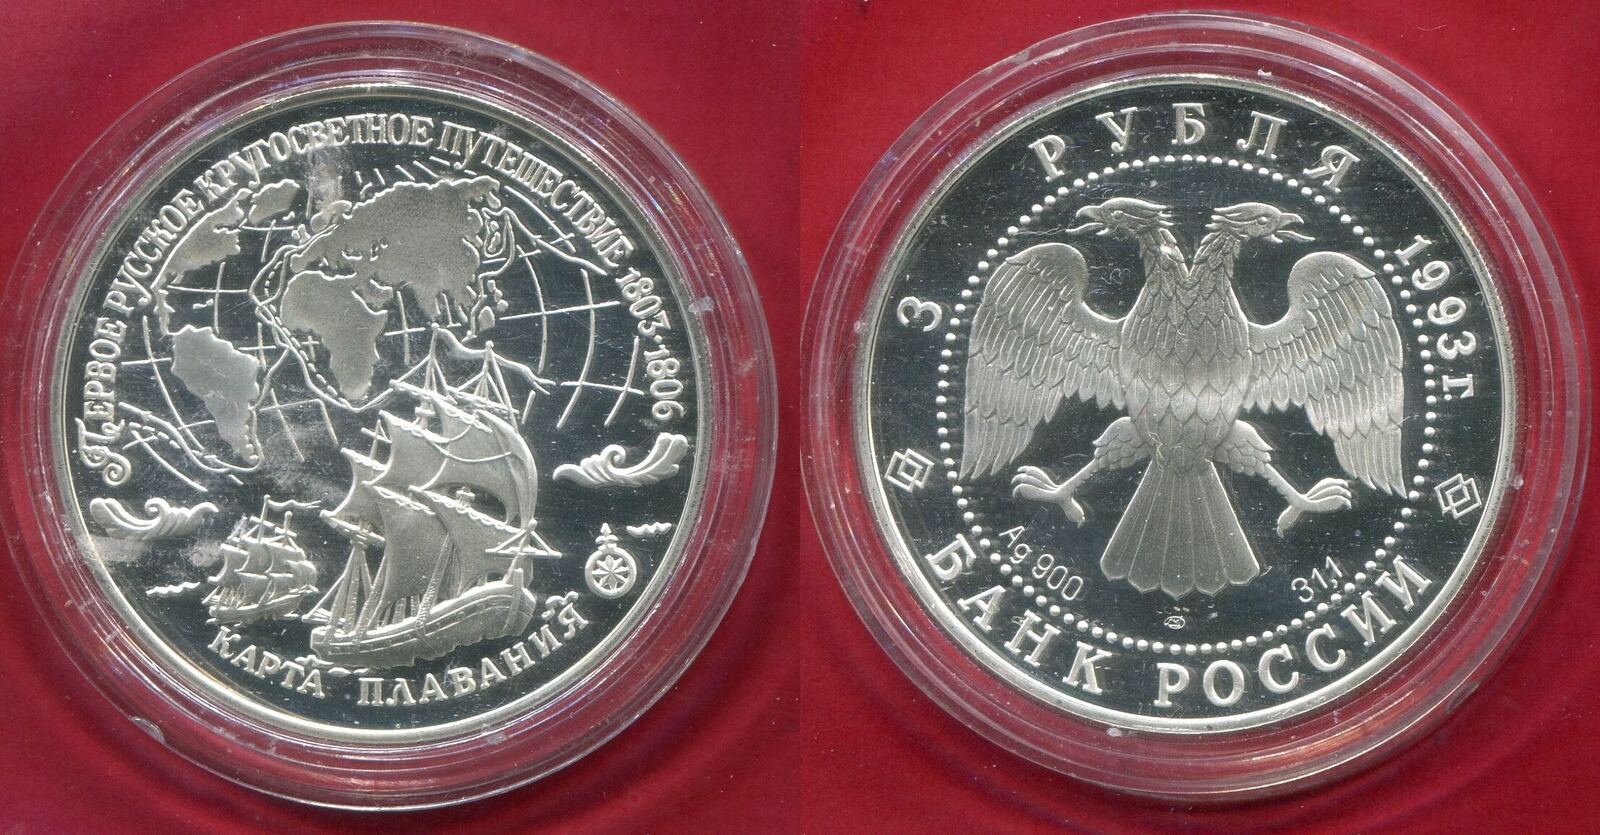 ПЕРВОЕ РУССКОЕ КРУГОСВЕТНОЕ ПУТЕШЕСТВИЕ 1803-1806
КАРТА ПЛАВАНИЯ
3 РУБЛЯ 1993 г.
Ag 900
31,1
БАНК РОССИИ